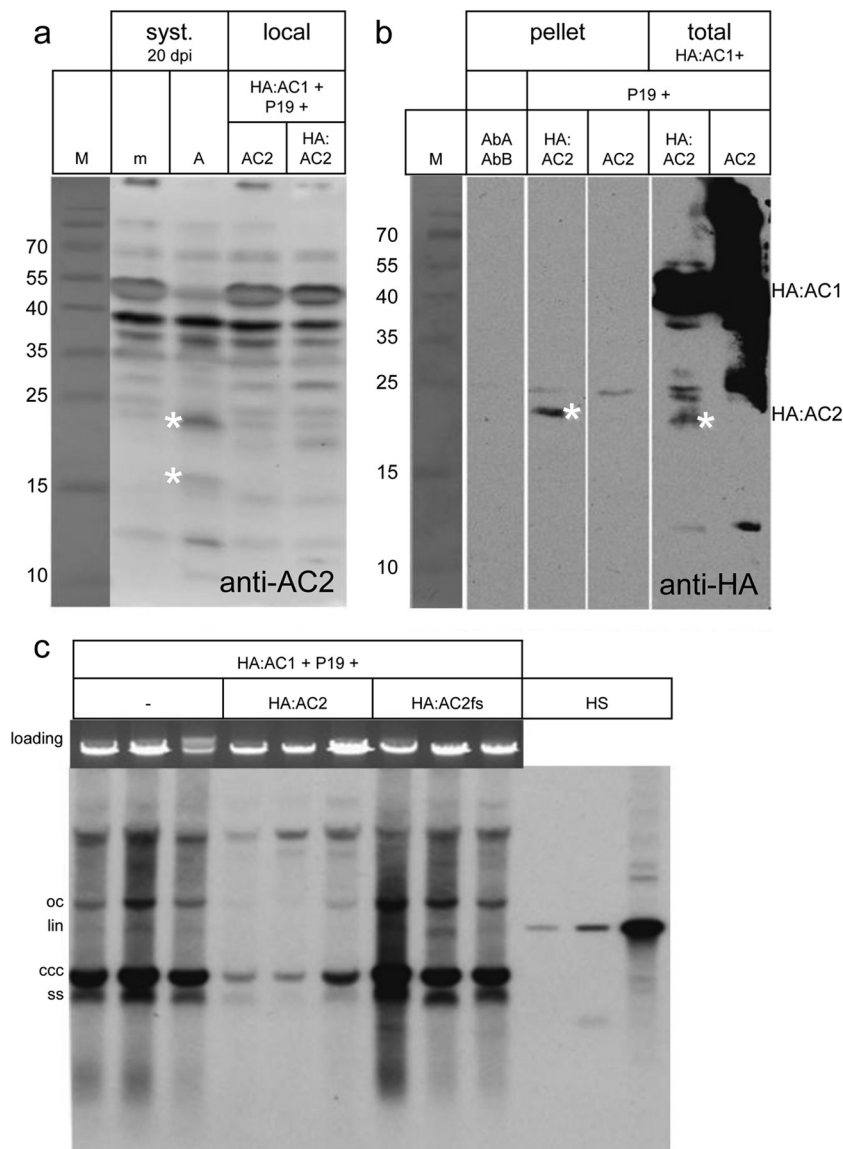 a
syst.
20 dpi
local
HA:AC1 +
P19 +
M
m
A
AC2
HA:
AC2
70
55
40
35
25
15
10
*
*
anti-AC2
b
pellet
total
HA:AC1+
P19 +
M
AbA
AbB
HA:
AC2
AC2
HA:
AC2
AC2
70
55
40
35
25
15
10
*
*
HA:AC1
HA:AC2
anti-HA
c
HA:AC1 + P19 +
-
HA:AC2
HA:AC2fs
HS
loading
oc
lin
ccc
ss